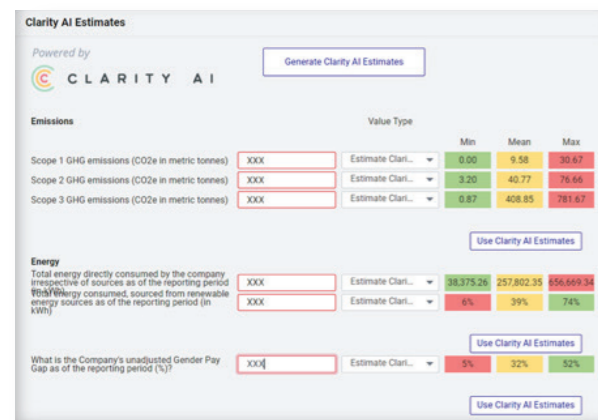 Clarity AI Estimates
Powered by
CLARITY AI
Generate Clarity AI Estimates
Emissions Value Type
Min Mean Max
Scope 1 GHG emissions (CO2e in metric tonnes) XXX Estimate Clari... 0.00 9.58 30.67
Scope 2 GHG emissions (CO2e in metric tonnes) XXX Estimate Clari... 3.20 40.77 76.66
Scope 3 GHG emissions (CO2e in metric tonnes) XXX Estimate Clari... 0.87 408.85 781.67
Use Clarity AI Estimates
Energy
Total energy directly consumed by the company
irrespective of sources as of the reporting period XXX Estimate Clari... 38,375.26 257,802.35 656,669.34
(in kWh)
Total energy consumed, sourced from renewable
energy sources as of the reporting period (in XXX Estimate Clari... 6% 39% 74%
kWh)
Use Clarity AI Estimates
What is the Company's unadjusted Gender Pay
Gap as of the reporting period (%)? XXX Estimate Clari... 5% 32% 52%
Use Clarity AI Estimates